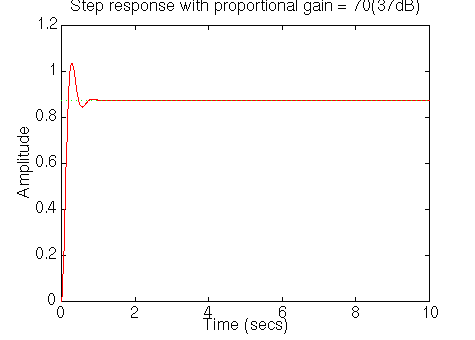 Step response with proportional gain = 70(37dB)
1.2
1
0.8
0.6
0.4
0.2
0
Amplitude
0 2 4 6 8 10
Time (secs)